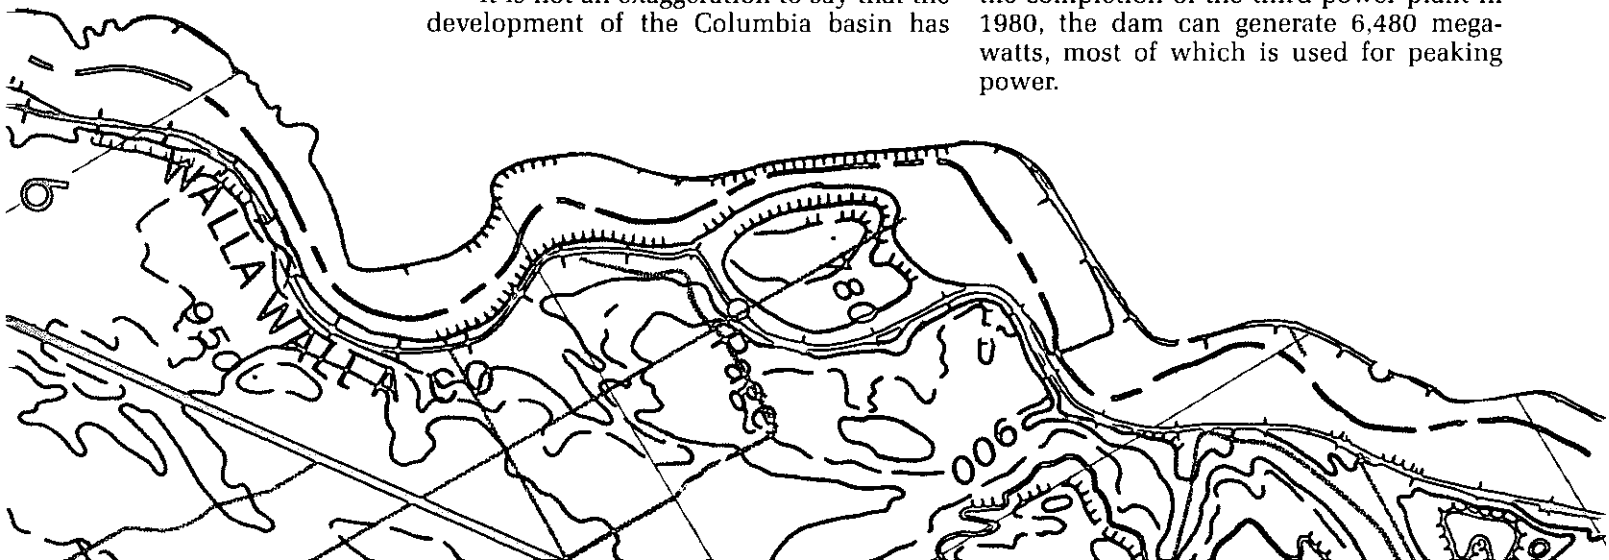 It is not an exaggeration to say that the
development of the Columbia basin has
the completion of the third power plant in
1980, the dam can generate 6,480 mega-
watts, most of which is used for peaking
power.
WALLA WALLA CO
950
900